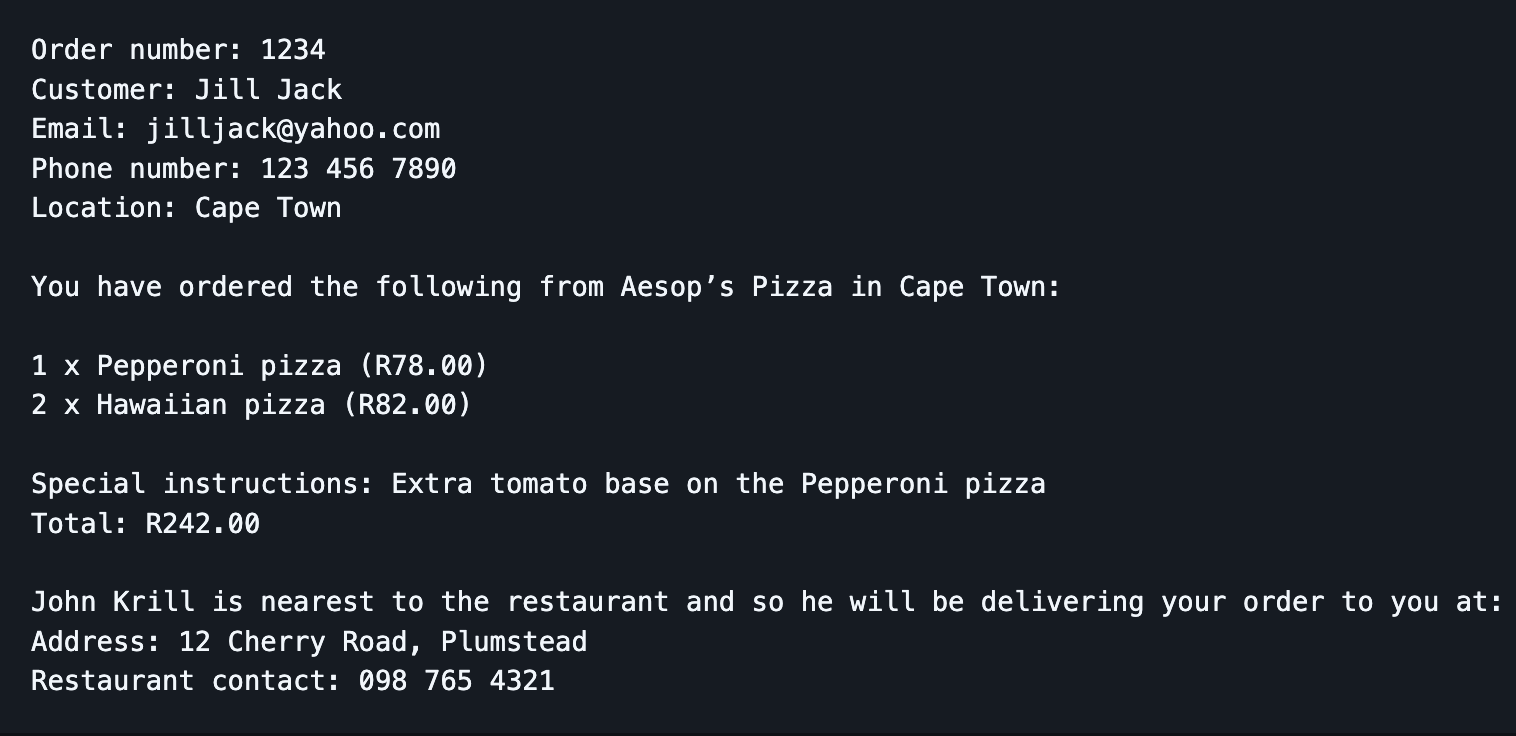 Order number: 1234
Customer: Jill Jack
Email: jilljack@yahoo.com
Phone number: 123 456 7890
Location: Cape Town
You have ordered the following from Aesop’s Pizza in Cape Town:
1 x Pepperoni pizza (R78.00)
2 x Hawaiian pizza (R82.00)
Special instructions: Extra tomato base on the Pepperoni pizza
Total: R242.00
John Krill is nearest to the restaurant and so he will be delivering your order to you at:
Address: 12 Cherry Road, Plumstead
Restaurant contact: 098 765 4321